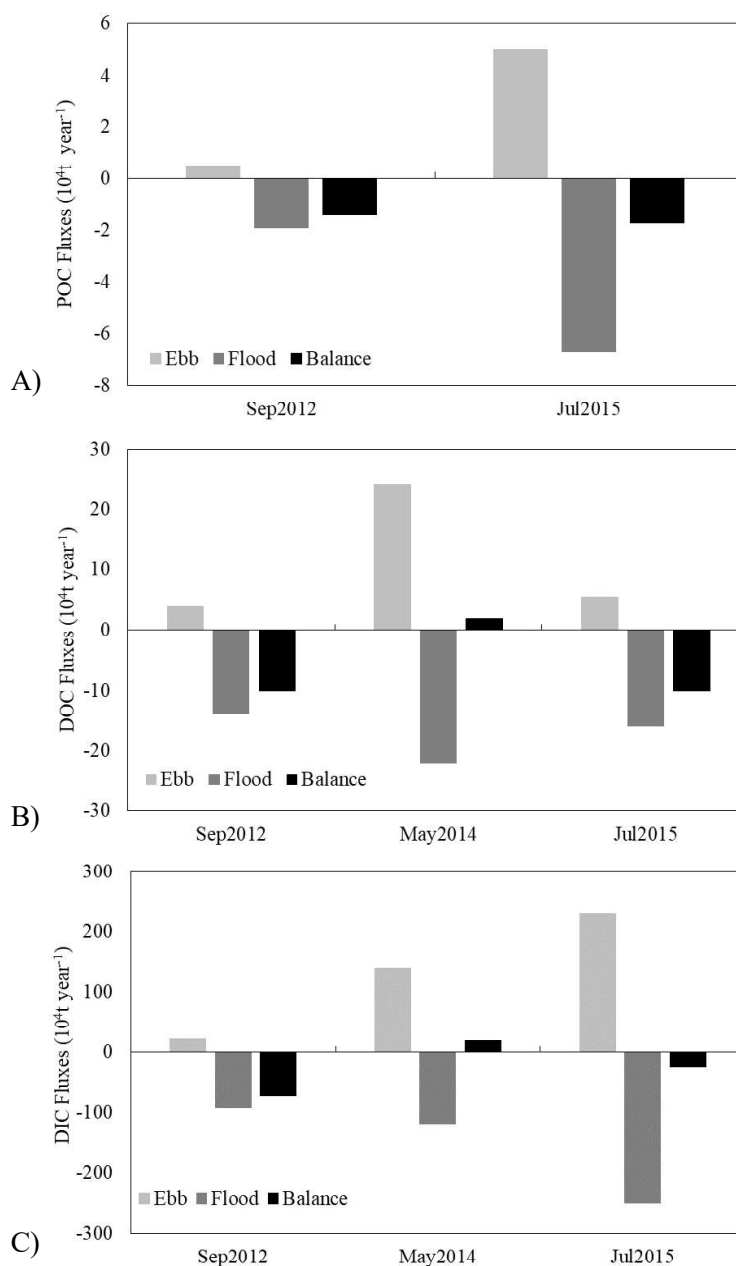 6
4
2
0
-2
-4
-6
-8
POC Fluxes (10⁴t year⁻¹)
Ebb Flood Balance
Sep2012 Jul2015
A)
30
20
10
0
-10
-20
-30
DOC Fluxes (10⁴t year⁻¹)
Ebb Flood Balance
Sep2012 May2014 Jul2015
B)
300
200
100
0
-100
-200
-300
DIC Fluxes (10⁴t year⁻¹)
Ebb Flood Balance
Sep2012 May2014 Jul2015
C)